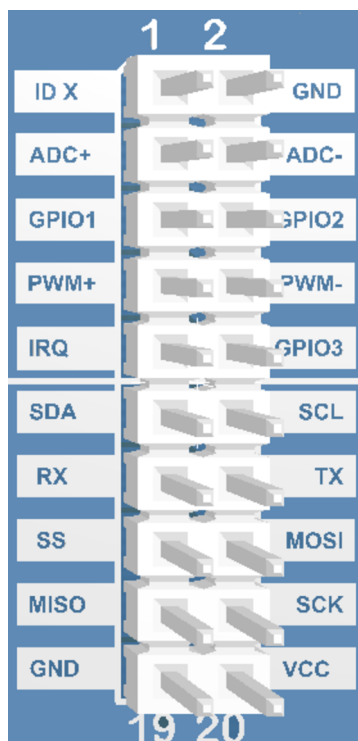 1 2
ID X GND
ADC+ ADC-
GPIO1 GPIO2
PWM+ PWM-
IRQ GPIO3
SDA SCL
RX TX
SS MOSI
MISO SCK
GND VCC
19 20